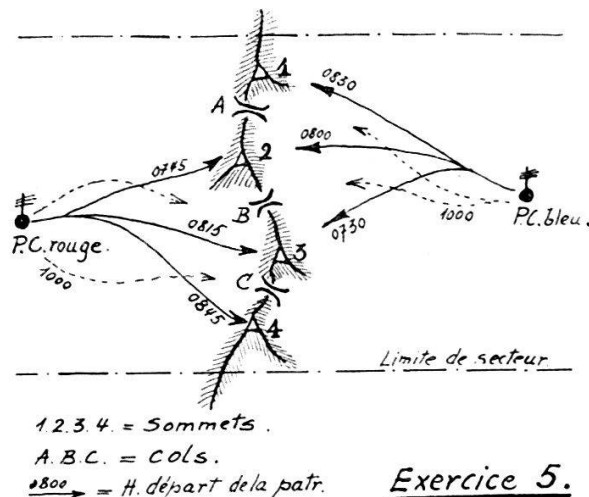 1
A
0830
2
0800
0745
B
1000
P.C. rouge.
0815
0730
P.C. bleu.
3
1000
C
0845
4
Limite de secteur
1.2.3.4. = Sommets.
A.B.C. = Cols.
0800 = H. départ de la patr.
Exercice 5.